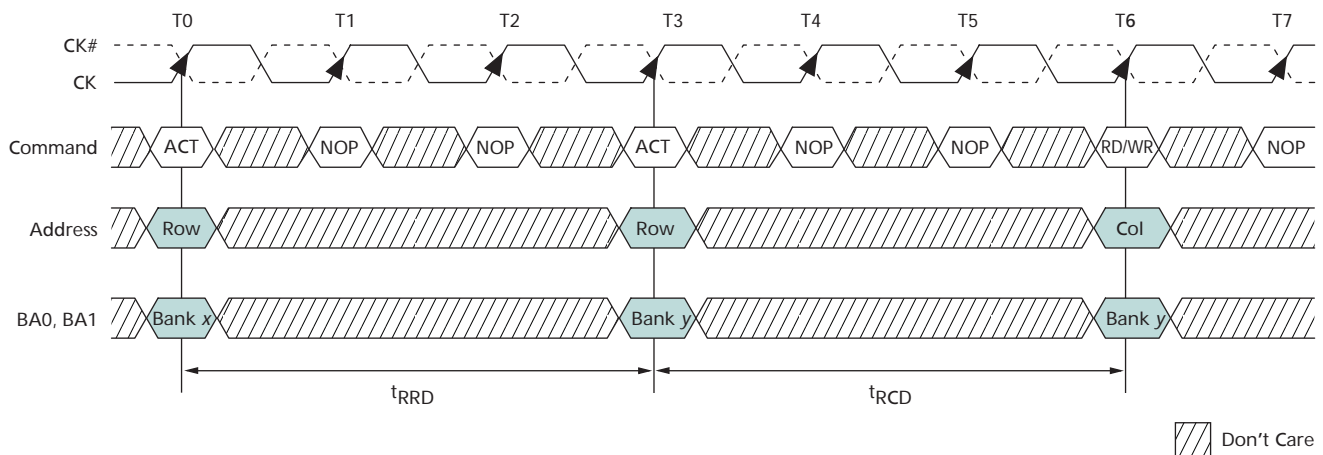 T0 T1 T2 T3 T4 T5 T6 T7
CK#
CK
Command ACT NOP NOP ACT NOP NOP RD/WR NOP
Address Row Row Col
BA0, BA1 Bank x Bank y Bank y
tRRD tRCD
Don't Care